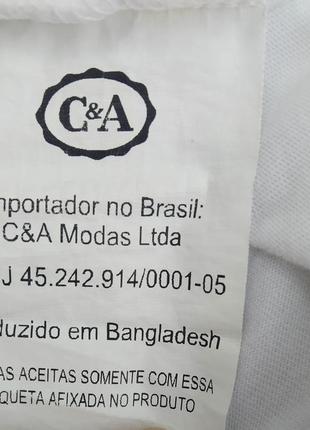 C&A
mportador no Brasil:
C&A Modas Ltda
J 45.242.914/0001-05
duzido em Bangladesh
AS ACEITAS SOMENTE COM ESSA
QUETA AFIXADA NO PRODUTO